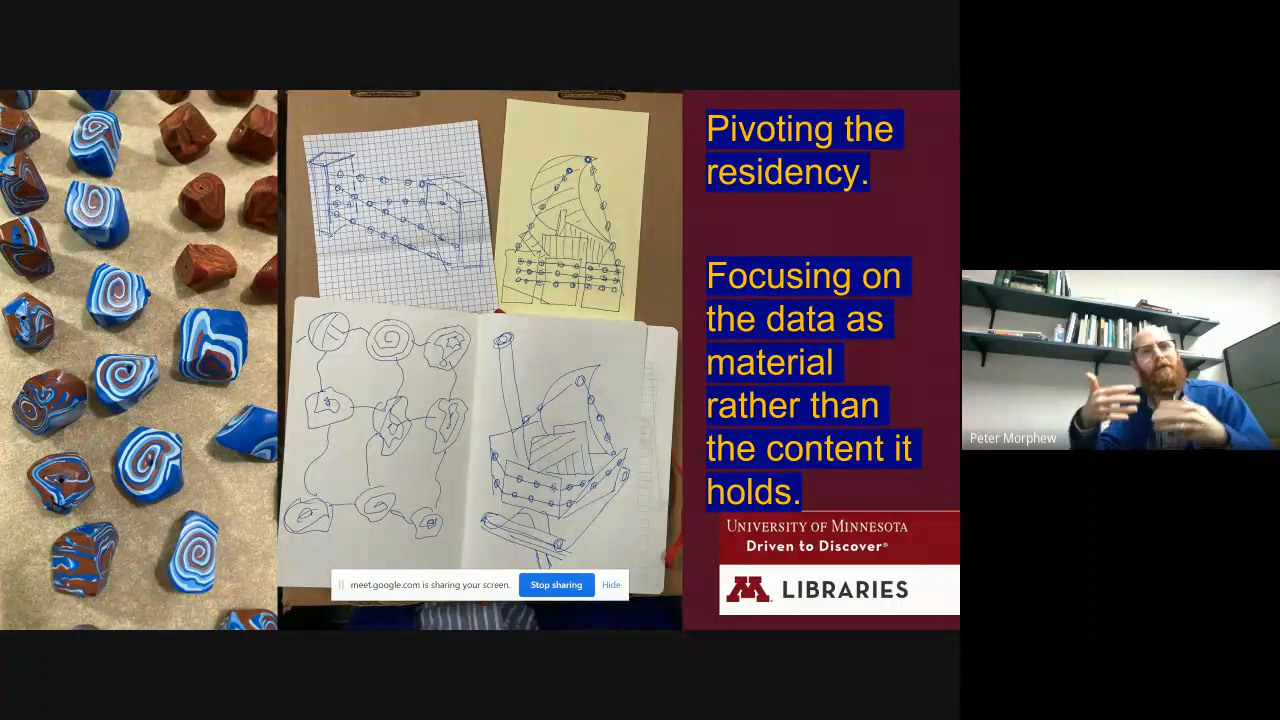 Pivoting the
residency.
Focusing on
the data as
material
rather than
the content it
holds.
UNIVERSITY OF MINNESOTA
Driven to Discover®
M LIBRARIES
meet.google.com is sharing your screen. Stop sharing Hide
Peter Morphew